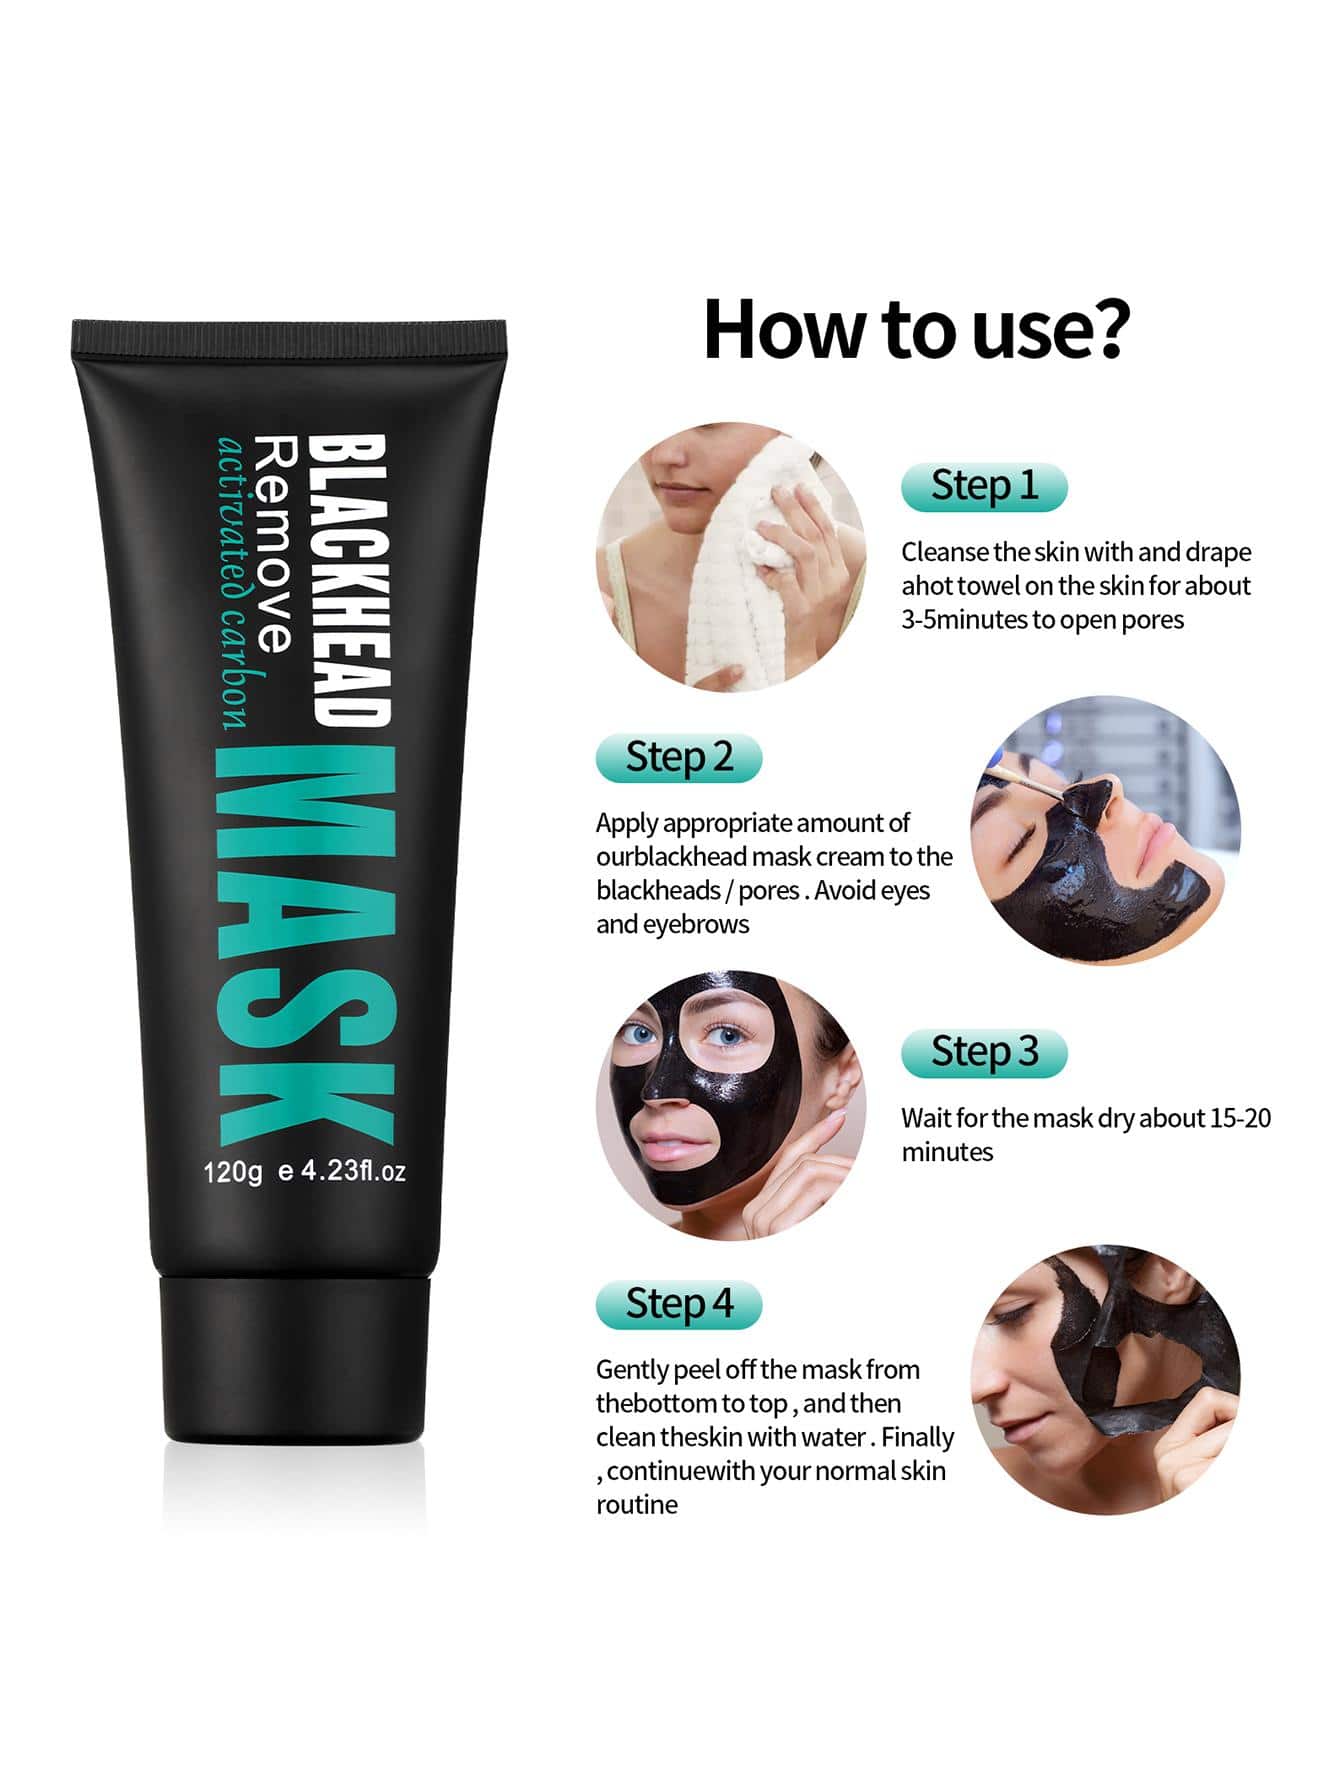 BLACKHEAD
Remove
activated carbon
MASK
120g e 4.23fl.oz
How to use?
Step 1
Cleanse the skin with and drape
ahot towel on the skin for about
3-5minutes to open pores
Step 2
Apply appropriate amount of
ourblackhead mask cream to the
blackheads / pores . Avoid eyes
and eyebrows
Step 3
Wait for the mask dry about 15-20
minutes
Step 4
Gently peel off the mask from
thebottom to top , and then
clean theskin with water . Finally
, continuewith your normal skin
routine